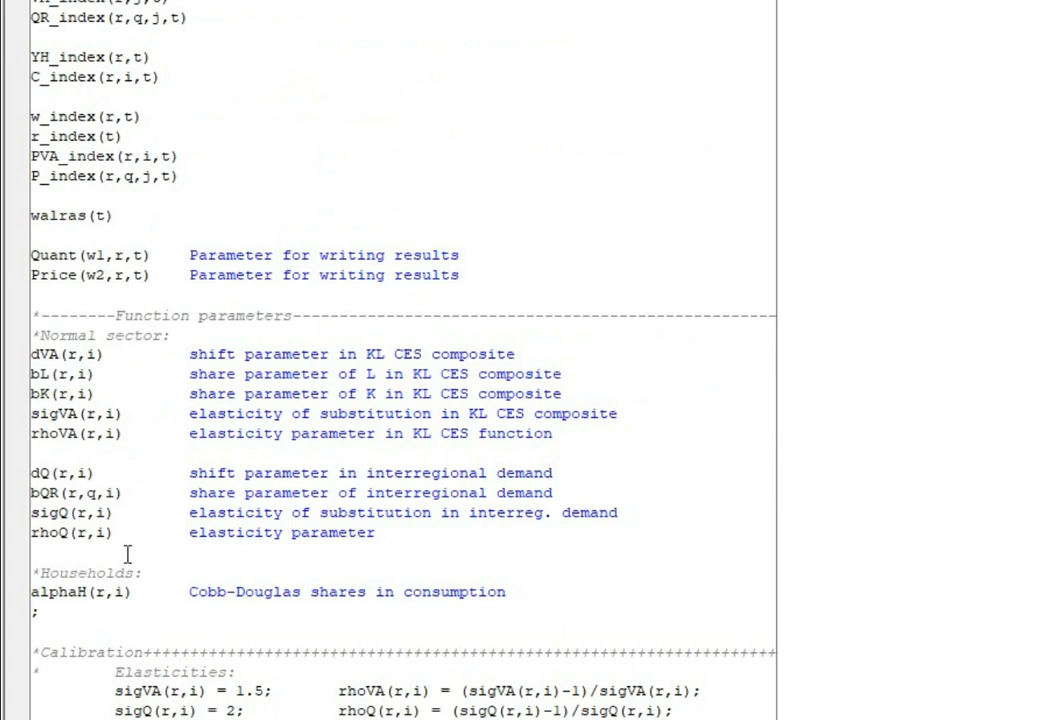 QR_index(r,q,j,t)
YH_index(r,t)
C_index(r,i,t)
w_index(r,t)
r_index(t)
PVA_index(r,i,t)
P_index(r,q,j,t)
walras(t)
Quant(w1,r,t) Parameter for writing results
Price(w2,r,t) Parameter for writing results
*--------Function parameters----------------------------------------------------
*Normal sector:
dVA(r,i) shift parameter in KL CES composite
bL(r,i) share parameter of L in KL CES composite
bK(r,i) share parameter of K in KL CES composite
sigVA(r,i) elasticity of substitution in KL CES composite
rhoVA(r,i) elasticity parameter in KL CES function
dQ(r,i) shift parameter in interregional demand
bQR(r,q,i) share parameter of interregional demand
sigQ(r,i) elasticity of substitution in interreg. demand
rhoQ(r,i) elasticity parameter
*Households:
alphaH(r,i) Cobb-Douglas shares in consumption
;
*Calibration++++++++++++++++++++++++++++++++++++++++++++++++++++++++++++++++++++
* Elasticities:
sigVA(r,i) = 1.5; rhoVA(r,i) = (sigVA(r,i)-1)/sigVA(r,i);
sigQ(r,i) = 2; rhoQ(r,i) = (sigQ(r,i)-1)/sigQ(r,i);